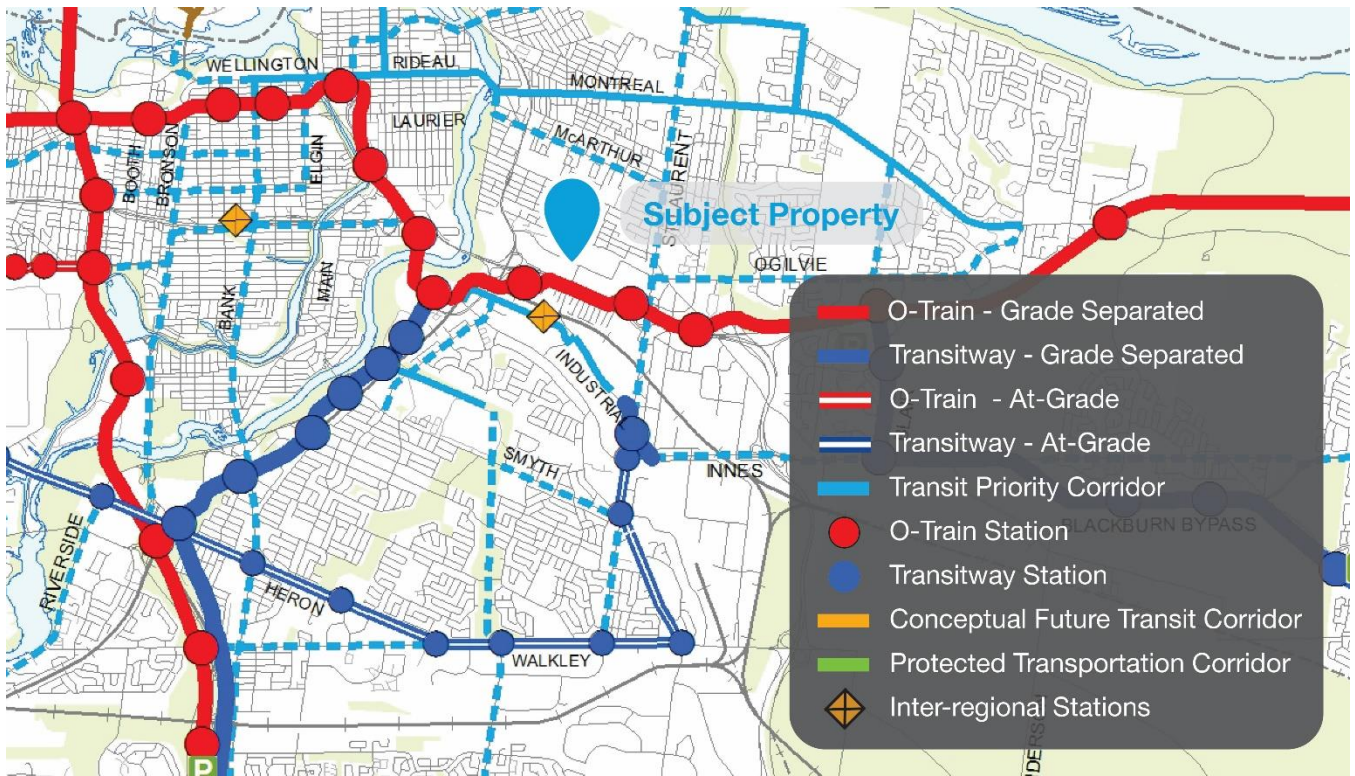 WELLINGTON
RIDEAU
MONTREAL
LAURIER
McARTHUR
BOOTH
BRONSON
ELGIN
Subject Property
OGILVIE
MAIN
BANK
INDUSTRIAL
SMYTH
INNES
RIVERSIDE
HERON
WALKLEY
BLACKBURN BYPASS
P
O-Train - Grade Separated
Transitway - Grade Separated
O-Train - At-Grade
Transitway - At-Grade
Transit Priority Corridor
O-Train Station
Transitway Station
Conceptual Future Transit Corridor
Protected Transportation Corridor
Inter-regional Stations